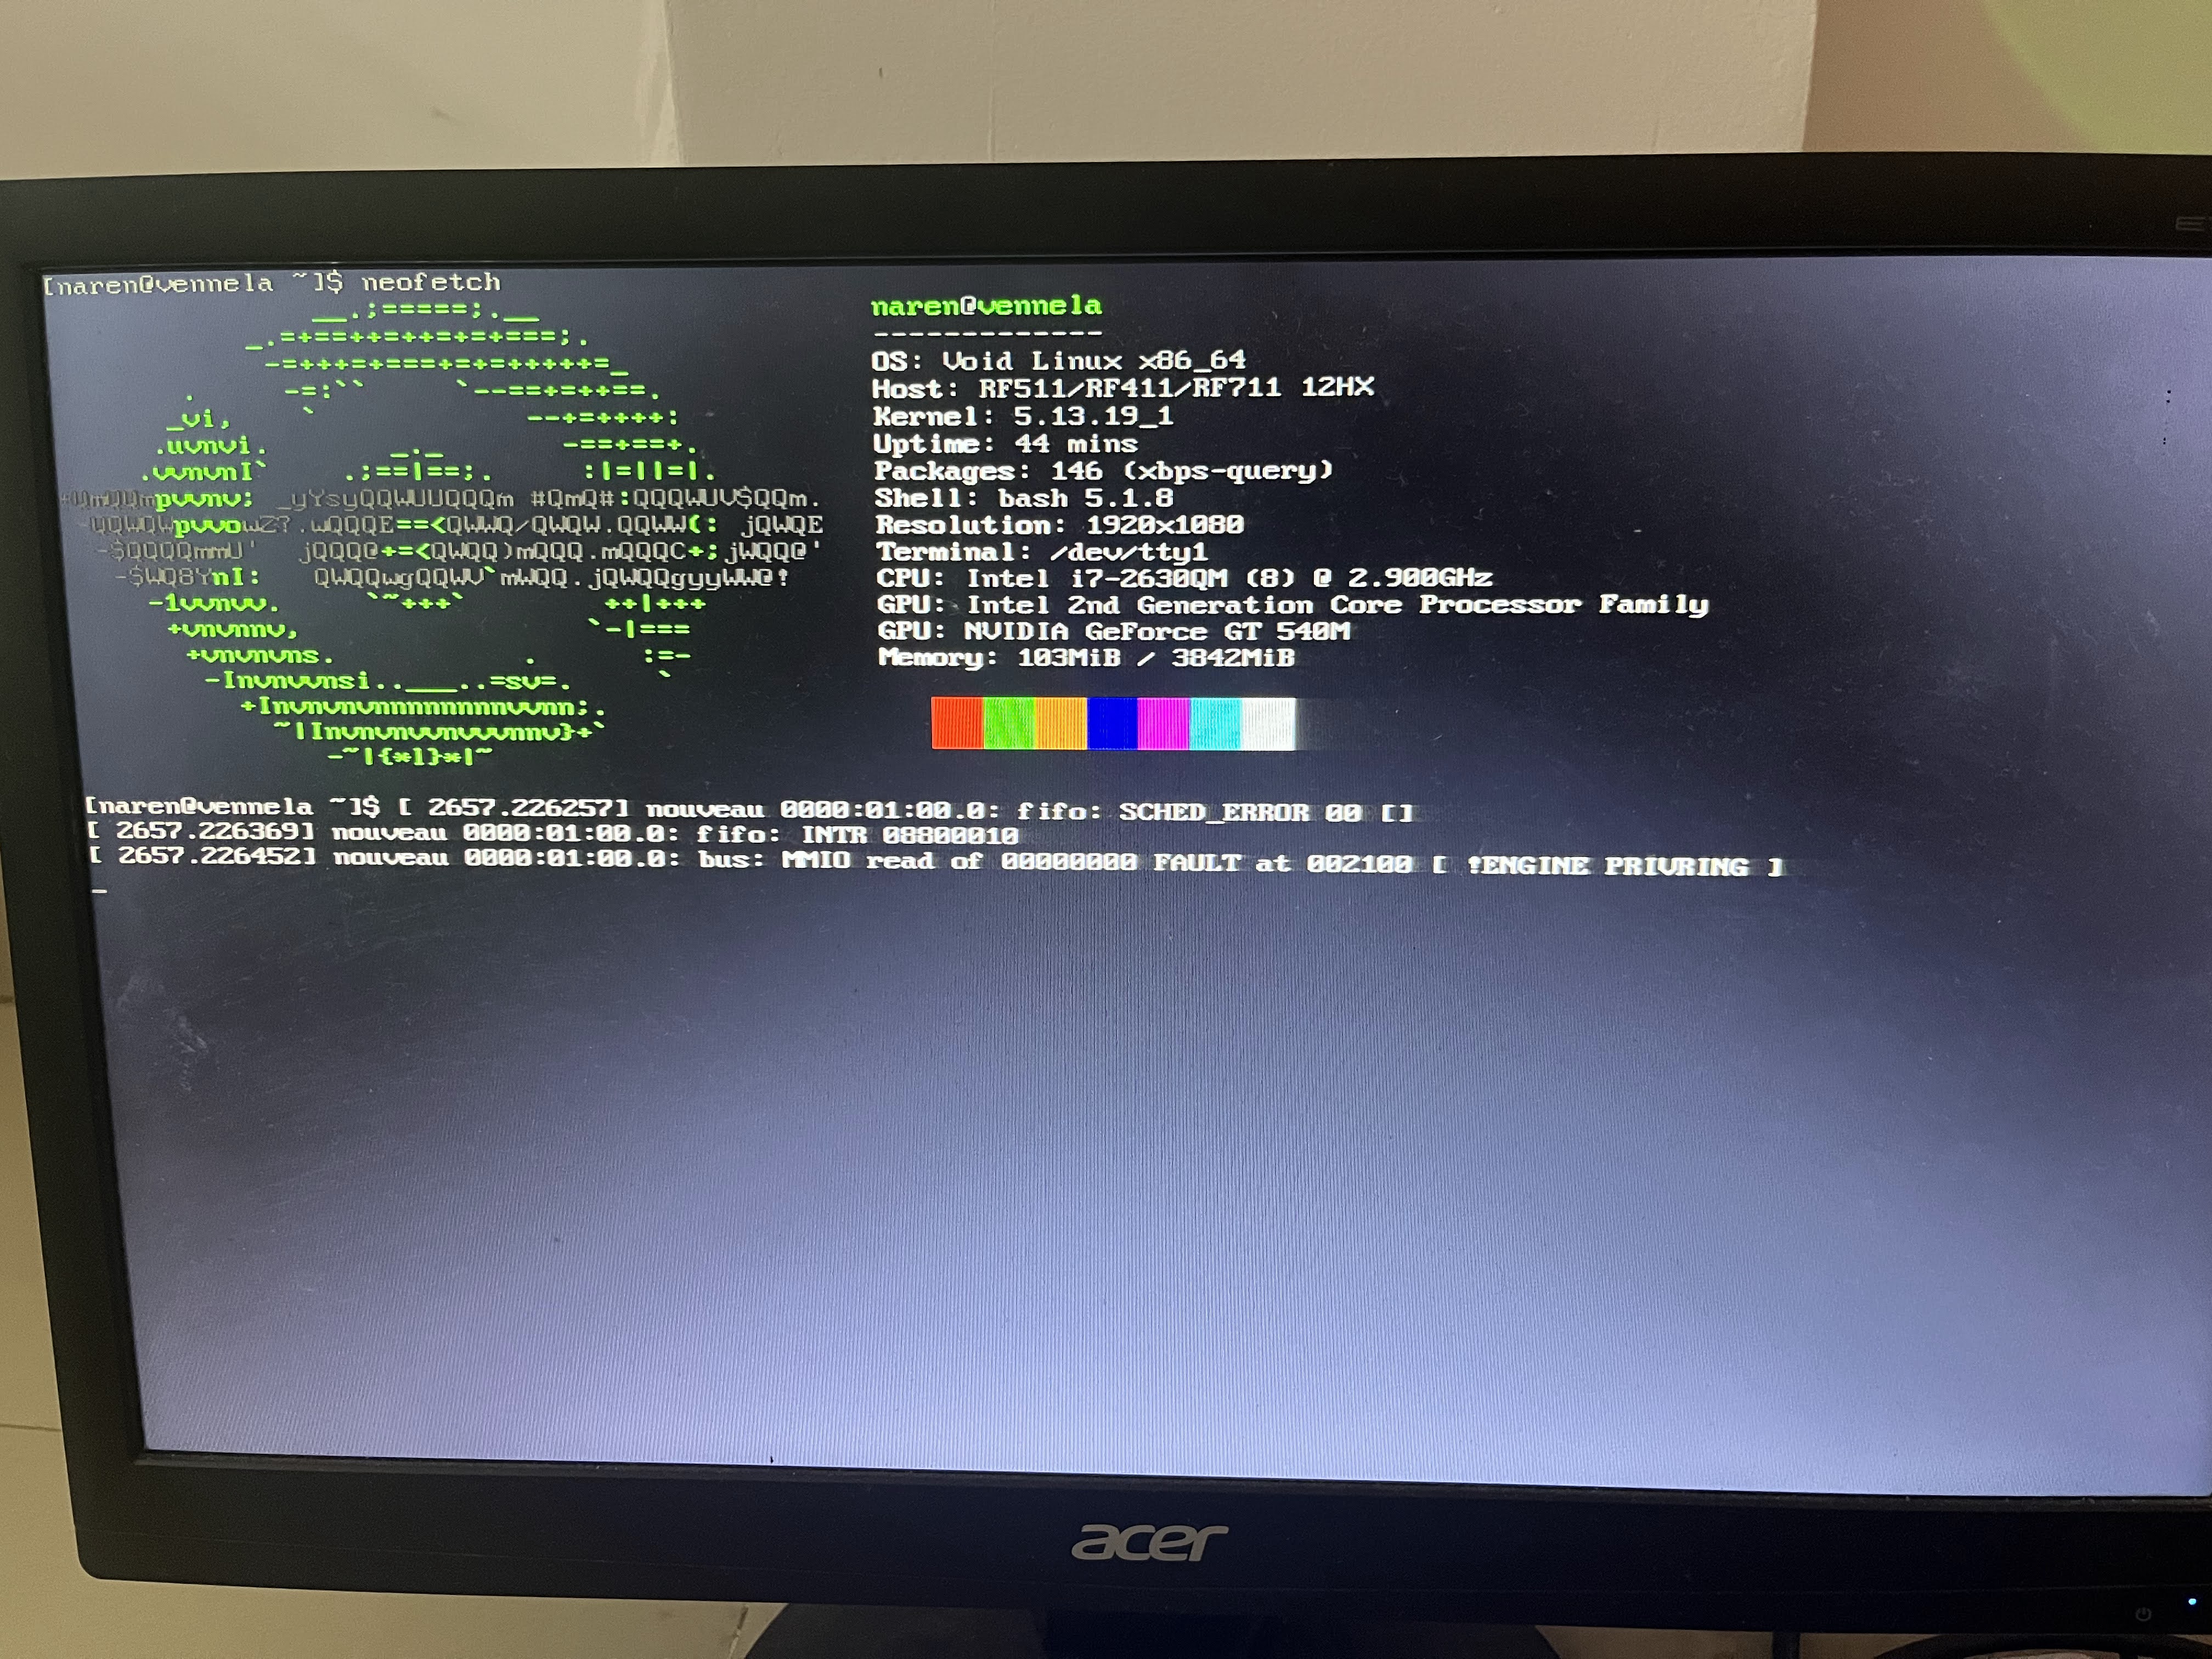 [naren@vennela ~]$ neofetch
naren@vennela
-------------
OS: Void Linux x86_64
Host: RF511/RF411/RF711 12HX
Kernel: 5.13.19_1
Uptime: 44 mins
Packages: 146 (xbps-query)
Shell: bash 5.1.8
Resolution: 1920x1080
Terminal: /dev/tty1
CPU: Intel i7-2630QM (8) @ 2.900GHz
GPU: Intel 2nd Generation Core Processor Family
GPU: NVIDIA GeForce GT 540M
Memory: 103MiB / 3842MiB
[naren@vennela ~]$ [ 2657.226257] nouveau 0000:01:00.0: fifo: SCHED_ERROR 00 []
[ 2657.226369] nouveau 0000:01:00.0: fifo: INTR 08800010
[ 2657.226452] nouveau 0000:01:00.0: bus: MMIO read of 00000000 FAULT at 002100 [ !ENGINE PRIVRING ]
_
acer